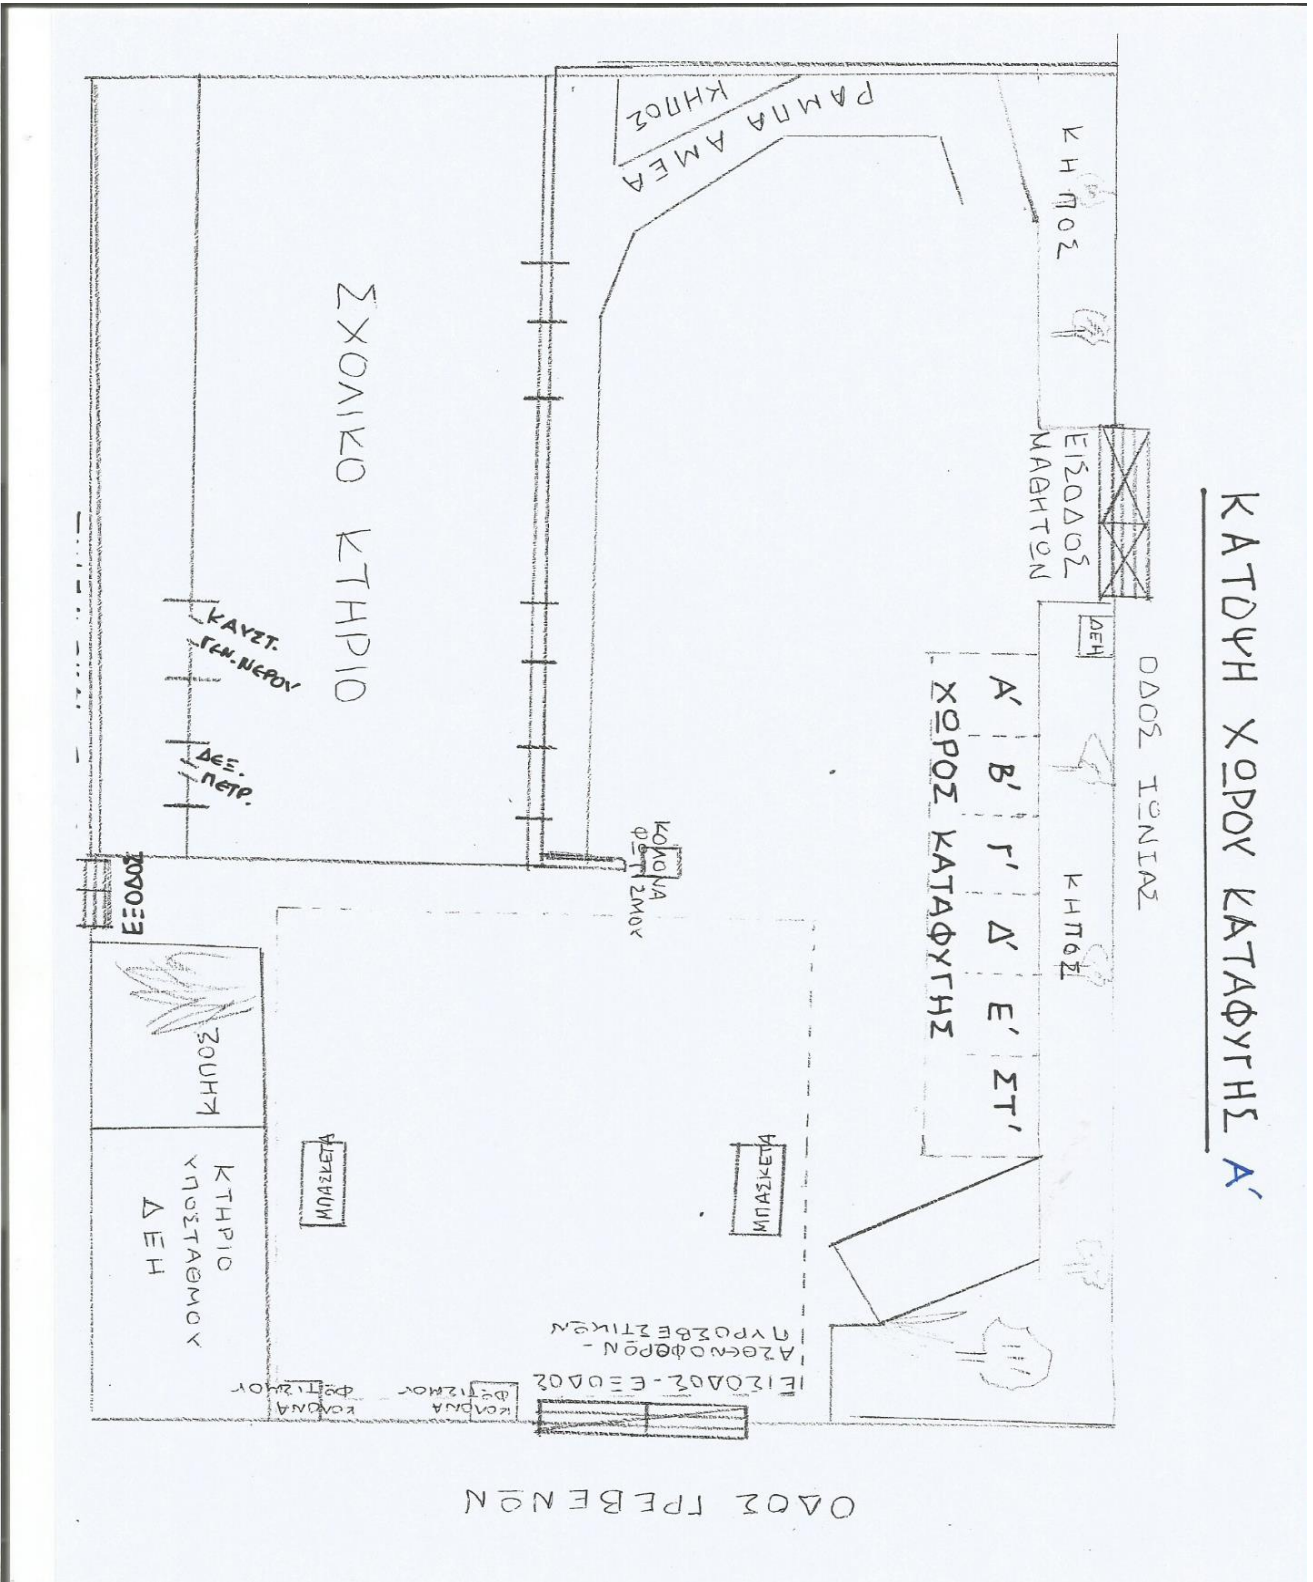 ΚΑΤΟΨΗ ΧΩΡΟΥ ΚΑΤΑΦΥΓΗΣ Α'
ΟΔΟΣ ΙΩΝΙΑΣ
ΚΗΠΟΣ
ΕΙΣΟΔΟΣ
ΜΑΘΗΤΩΝ
ΔΕΗ
ΚΗΠΟΣ
Α' Β' Γ' Δ' Ε' ΣΤ'
ΧΩΡΟΣ ΚΑΤΑΦΥΓΗΣ
ΡΑΜΠΑ ΑΜΕΑ
ΚΗΠΟΣ
ΚΟΛΟΝΑ
ΦΩΤΙΣΜΟΥ
ΜΠΑΣΚΕΤΑ
ΜΠΑΣΚΕΤΑ
ΣΧΟΛΙΚΟ ΚΤΗΡΙΟ
ΚΑΥΣΤ.
ΓΕΝ. ΝΕΡΟΥ
ΔΕΞ.
ΠΕΤΡ.
ΕΞΟΔΟΣ
ΚΗΠΟΣ
ΚΤΗΡΙΟ
ΥΠΟΣΤΑΘΜΟΥ
ΔΕΗ
ΕΙΣΟΔΟΣ-ΕΞΟΔΟΣ
ΑΣΘΕΝΟΦΘΡΩΝ-
ΠΥΡΟΣΒΕΣΤΙΚΩΝ
ΚΟΛΟΝΑ
ΦΩΤΙΣΜΟΥ
ΚΟΛΟΝΑ
ΦΩΤΙΣΜΟΥ
ΟΔΟΣ ΓΡΕΒΕΝΩΝ